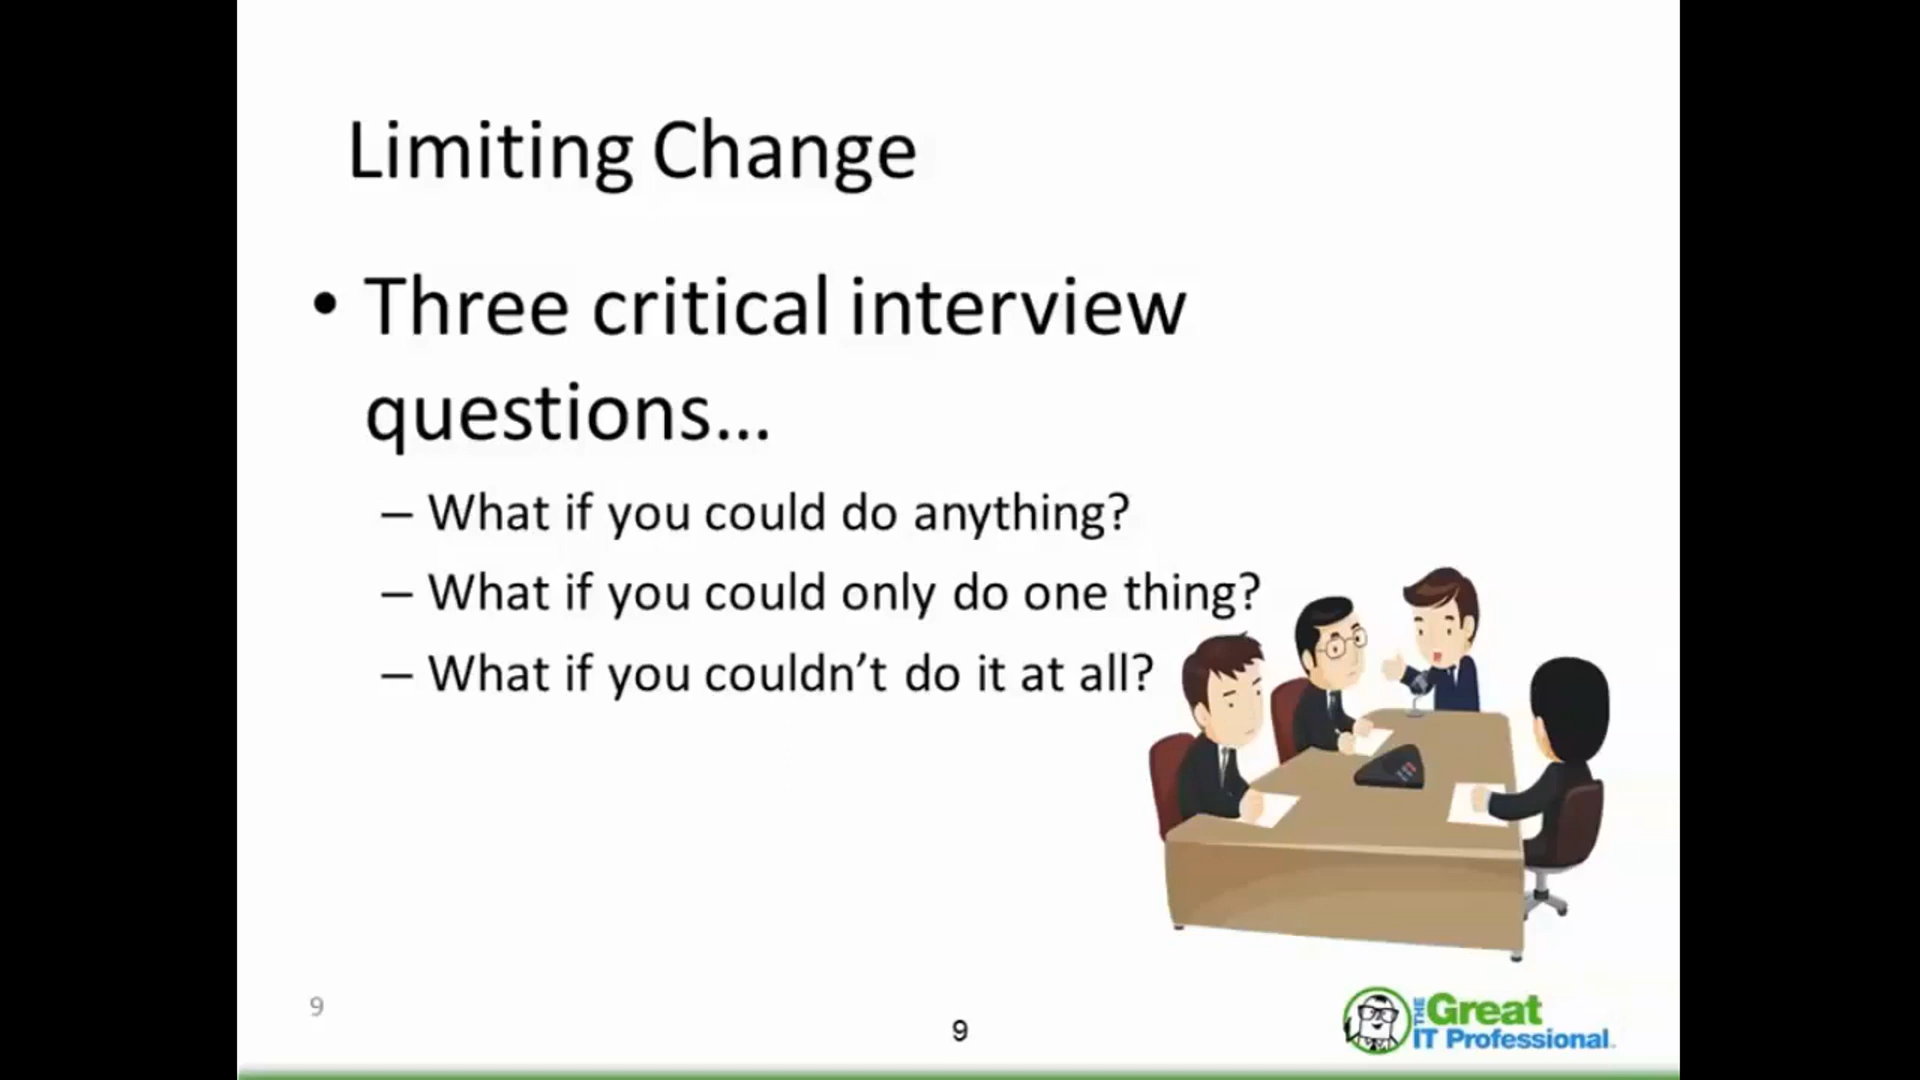 Limiting Change
• Three critical interview
questions...
– What if you could do anything?
– What if you could only do one thing?
– What if you couldn’t do it at all?
9
9
THE Great
IT Professional